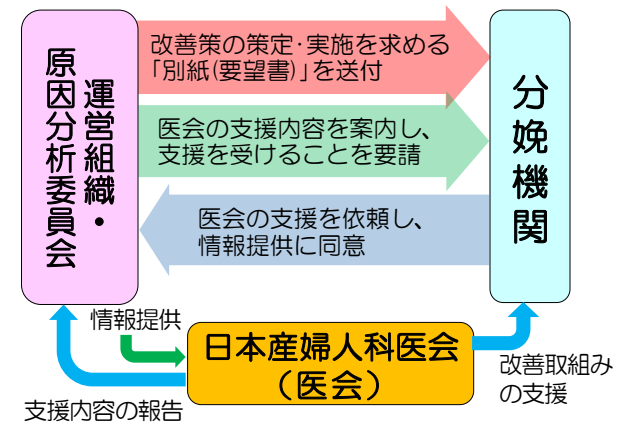 運営組織・
原因分析委員会
改善策の策定･実施を求める
｢別紙(要望書)｣を送付
医会の支援内容を案内し、
支援を受けることを要請
医会の支援を依頼し、
情報提供に同意
分娩機関
情報提供
日本産婦人科医会
（医会）
改善取組み
の支援
支援内容の報告